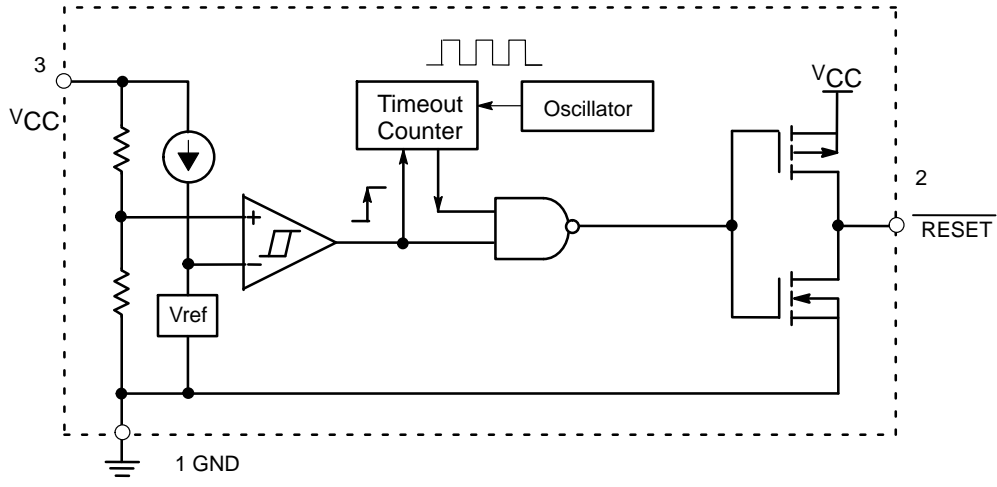 3
VCC
Timeout
Counter
Oscillator
VCC
2
RESET
+
−
Vref
1 GND